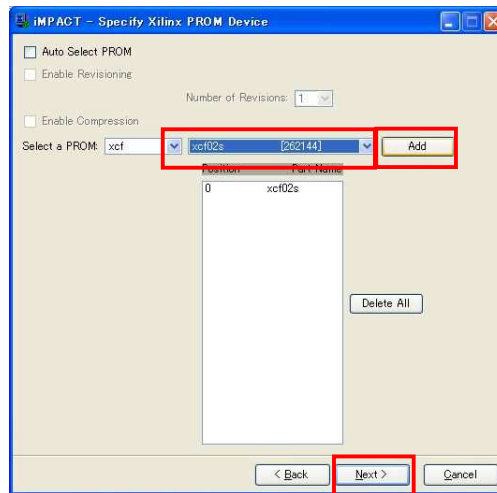 iMPACT - Specify Xilinx PROM Device
Auto Select PROM
Enable Revisioning
Number of Revisions: 1
Enable Compression
Select a PROM: xcf xcf02s [262144] Add
Position Part Name
0 xcf02s
Delete All
< Back Next > Cancel